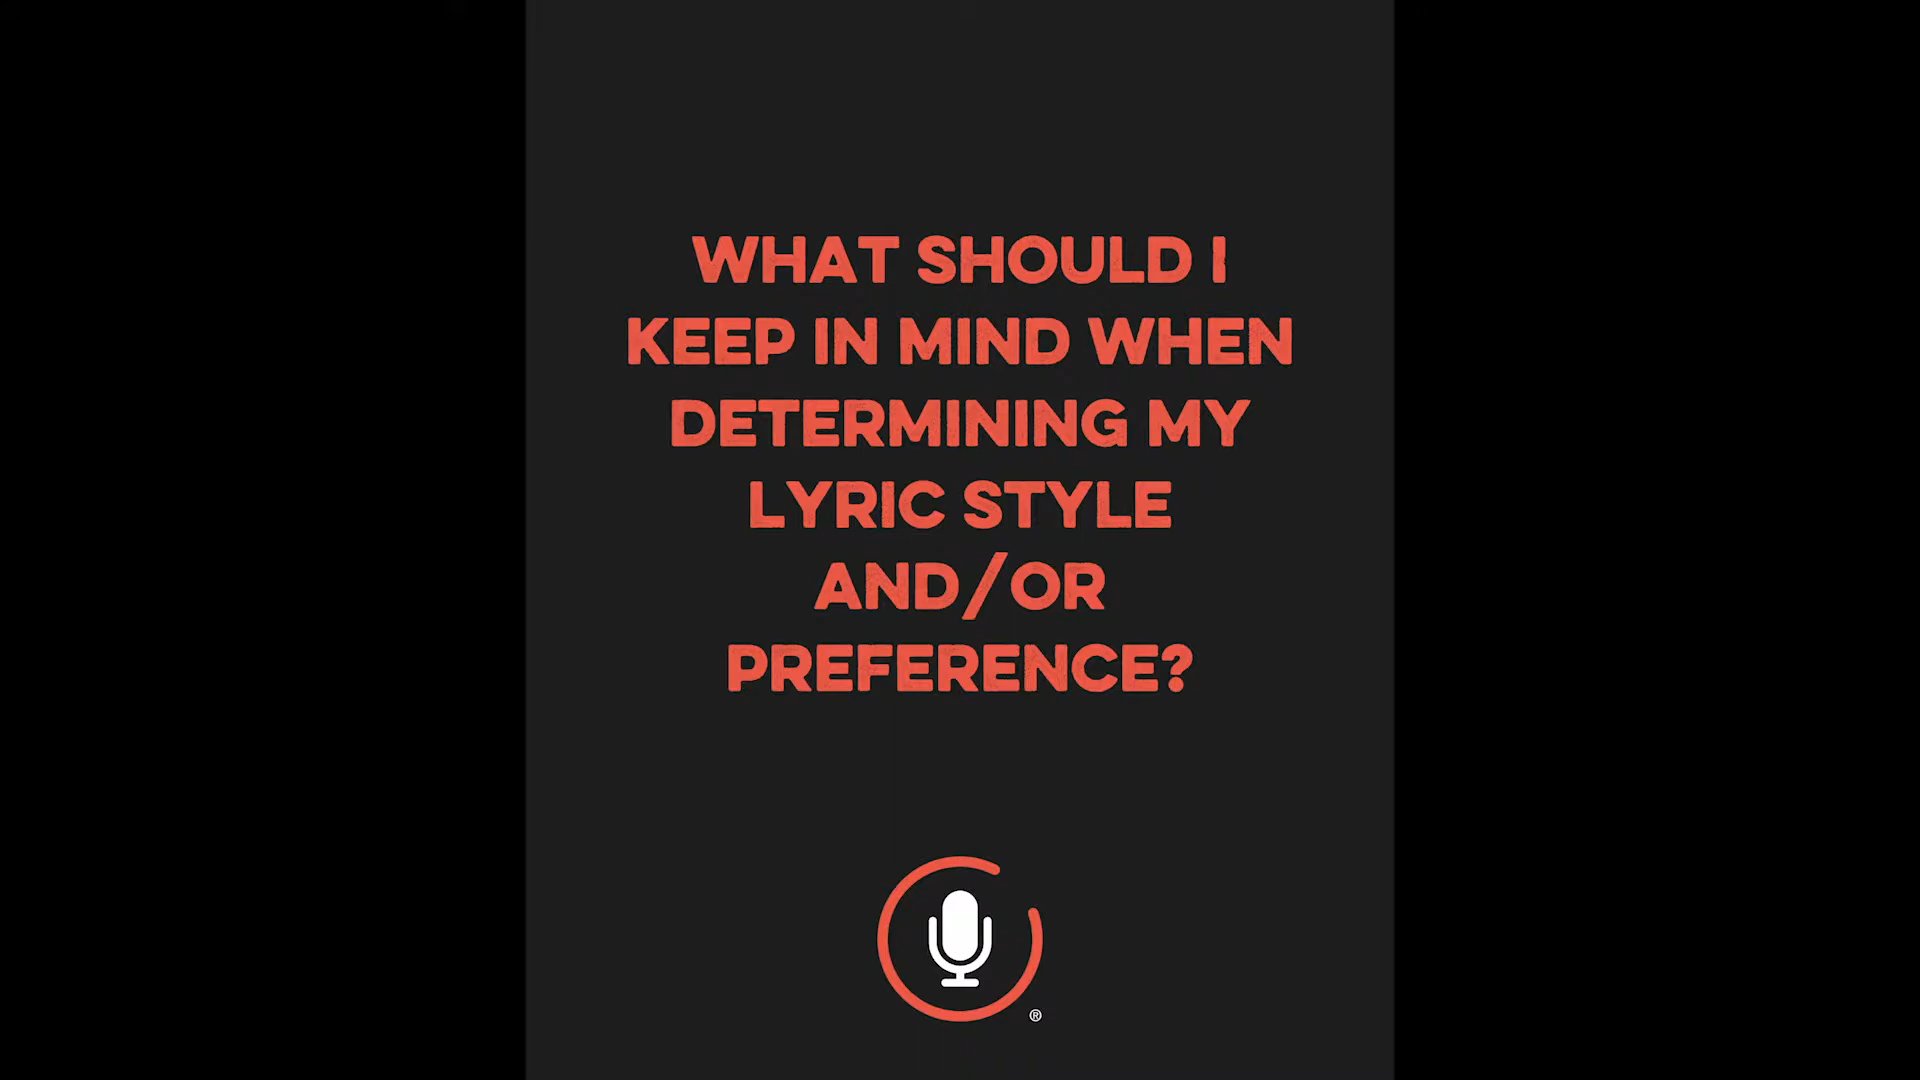 WHAT SHOULD I
KEEP IN MIND WHEN
DETERMINING MY
LYRIC STYLE
AND/OR
PREFERENCE?
®